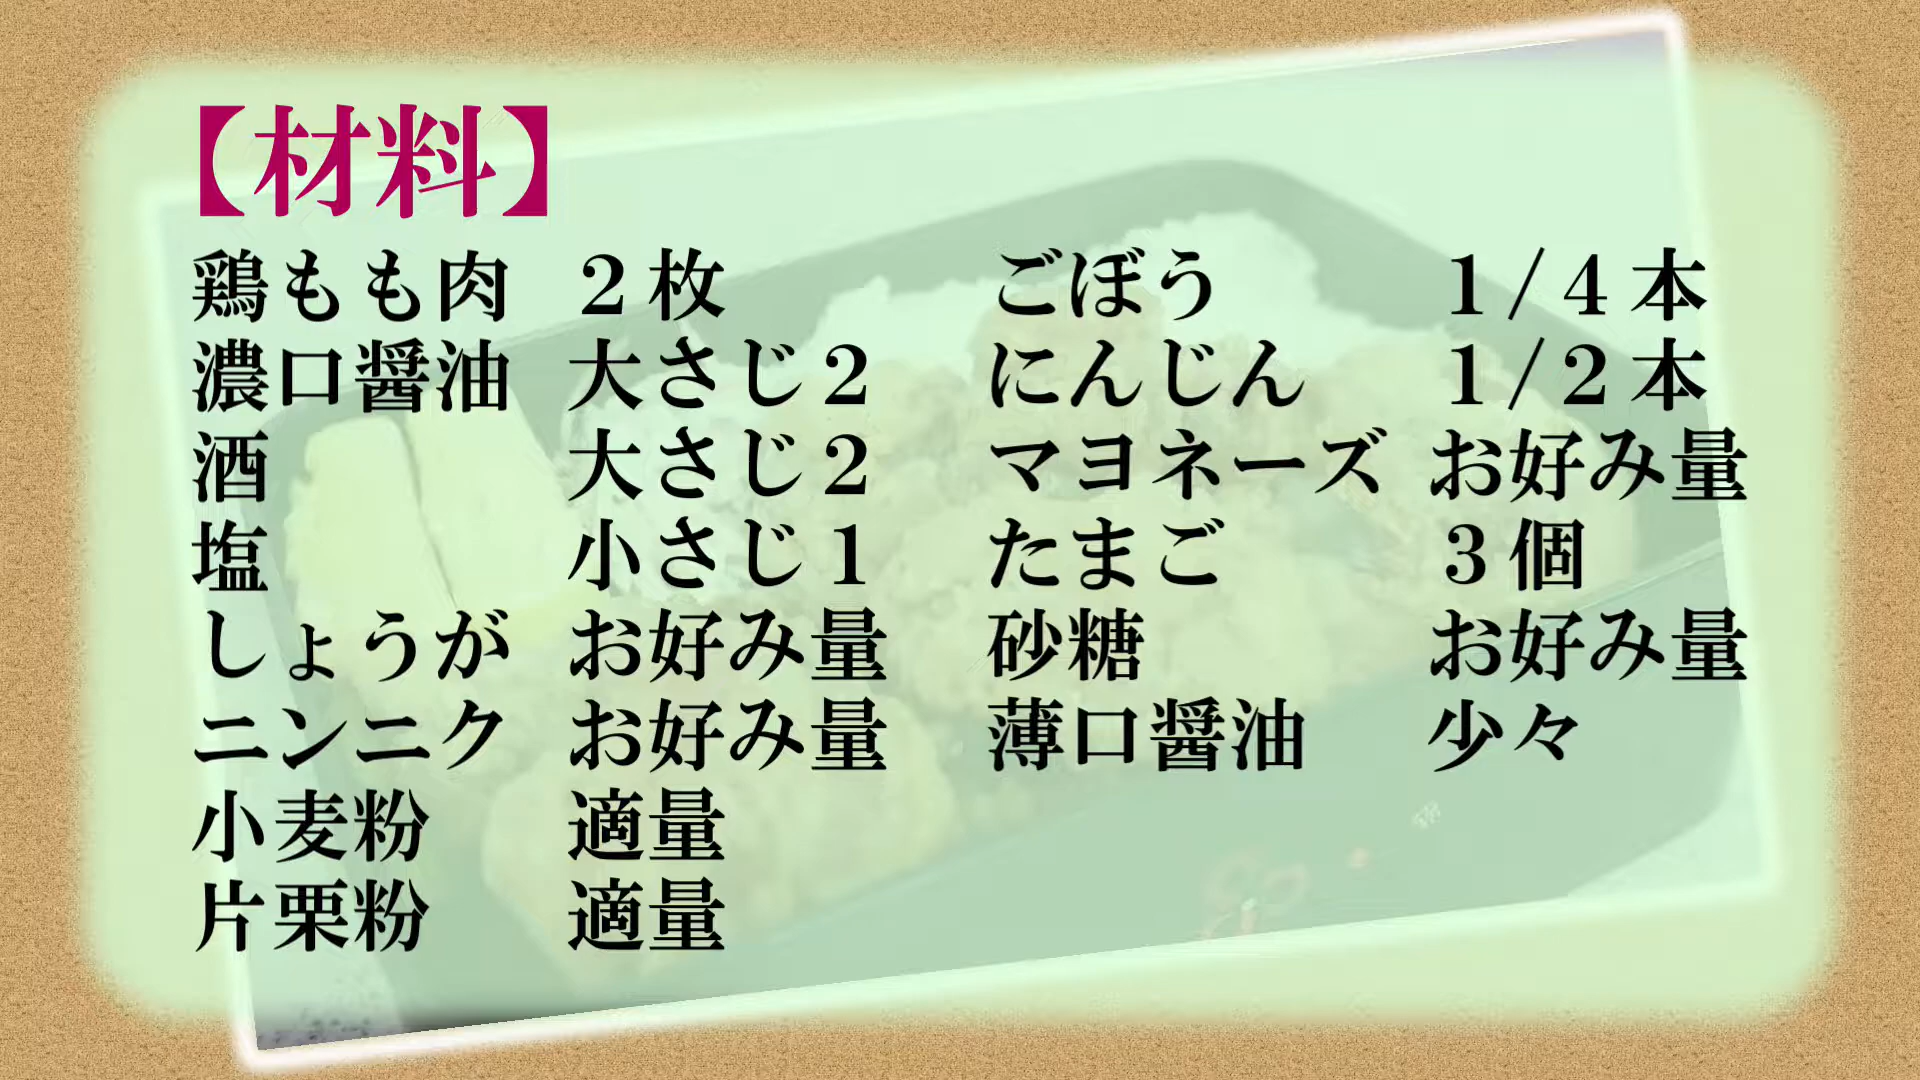 【材料】
鶏もも肉 ２枚
濃口醤油 大さじ２
酒 大さじ２
塩 小さじ１
しょうが お好み量
ニンニク お好み量
小麦粉 適量
片栗粉 適量
ごぼう １/４本
にんじん １/２本
マヨネーズ お好み量
たまご ３個
砂糖 お好み量
薄口醤油 少々